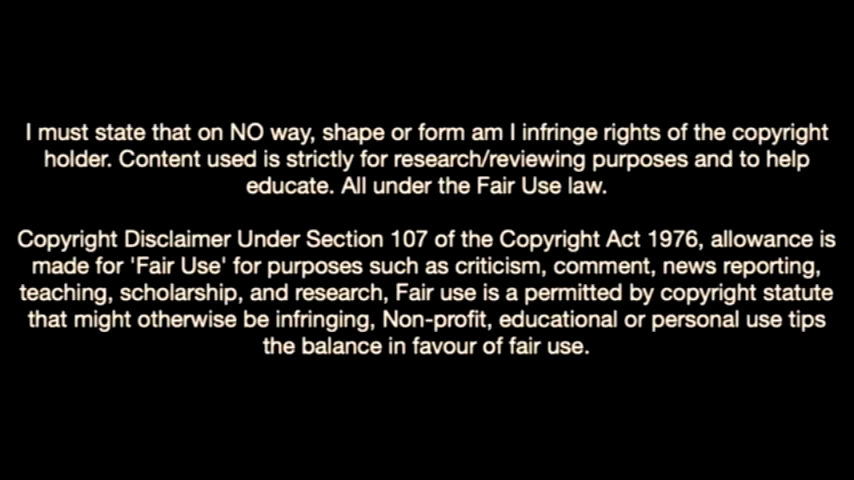 I must state that on NO way, shape or form am I infringe rights of the copyright
holder. Content used is strictly for research/reviewing purposes and to help
educate. All under the Fair Use law.
Copyright Disclaimer Under Section 107 of the Copyright Act 1976, allowance is
made for 'Fair Use' for purposes such as criticism, comment, news reporting,
teaching, scholarship, and research, Fair use is a permitted by copyright statute
that might otherwise be infringing, Non-profit, educational or personal use tips
the balance in favour of fair use.